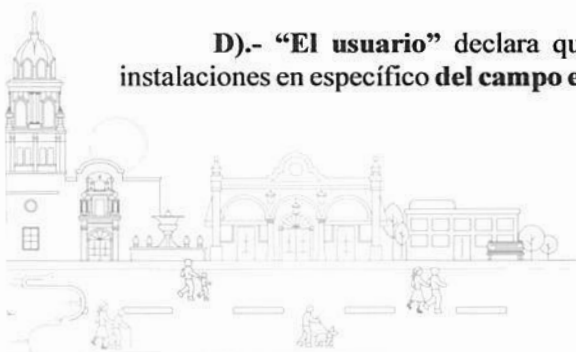 D).- “El usuario” declara qu
instalaciones en específico del campo e